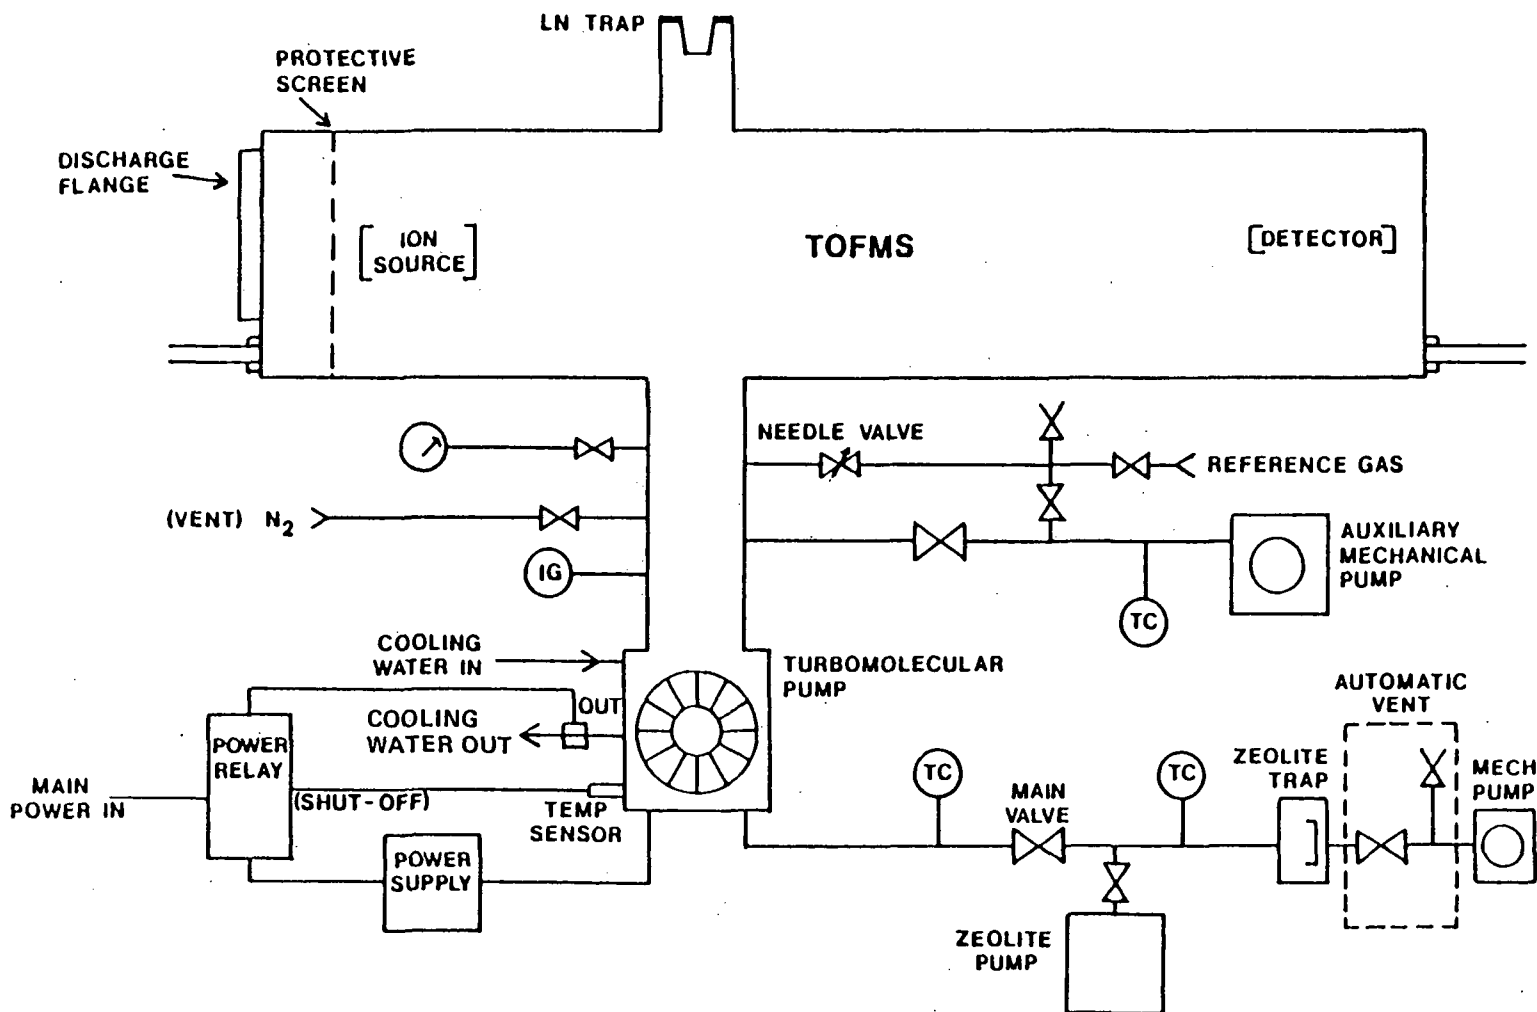 LN TRAP
PROTECTIVE
SCREEN
DISCHARGE
FLANGE
ION
SOURCE
TOFMS
DETECTOR
NEEDLE VALVE
REFERENCE GAS
(VENT) N2
IG
AUXILIARY
MECHANICAL
PUMP
TC
COOLING
WATER IN
TURBOMOLECULAR
PUMP
OUT
COOLING
WATER OUT
POWER
RELAY
MAIN
POWER IN
(SHUT-OFF)
TEMP
SENSOR
POWER
SUPPLY
TC
MAIN
VALVE
TC
ZEOLITE
TRAP
AUTOMATIC
VENT
MECH
PUMP
ZEOLITE
PUMP